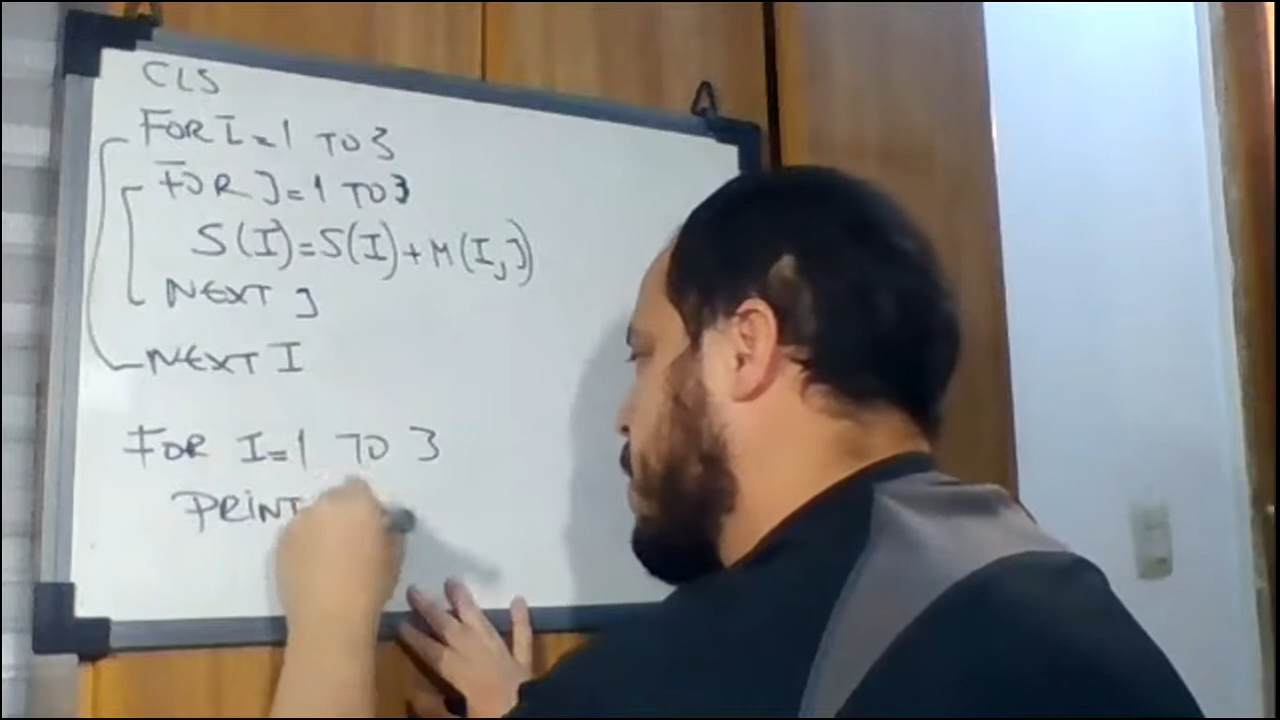 CLS
FOR I=1 TO 3
FOR J=1 TO 3
S(I)=S(I)+M(I,J)
NEXT J
NEXT I
FOR I=1 TO 3
PRINT